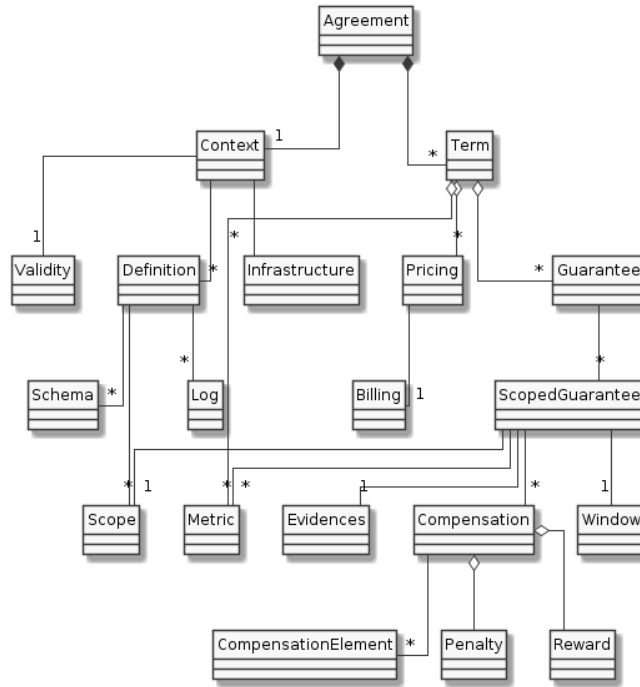 Agreement
1
Context
*
Term
1
*
*
*
*
Validity
Definition
Infrastructure
Pricing
Guarantee
*
*
*
1
Schema
Log
Billing
ScopedGuarantee
*
1
*
*
1
*
1
Scope
Metric
Evidences
Compensation
Window
*
CompensationElement
Penalty
Reward